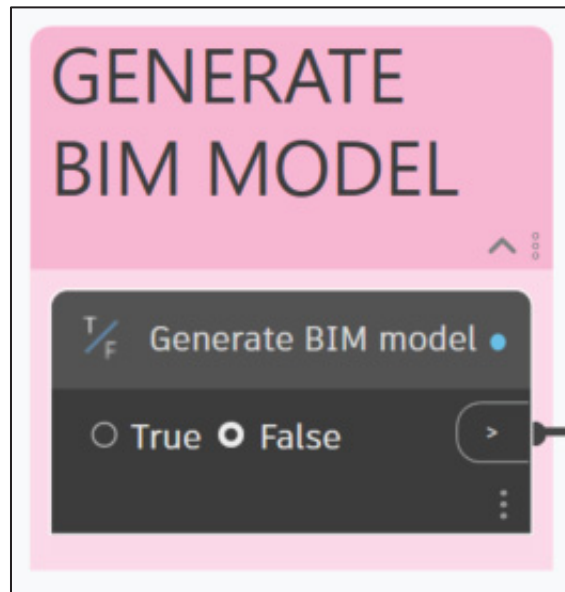 GENERATE
BIM MODEL
T/F Generate BIM model
True False >